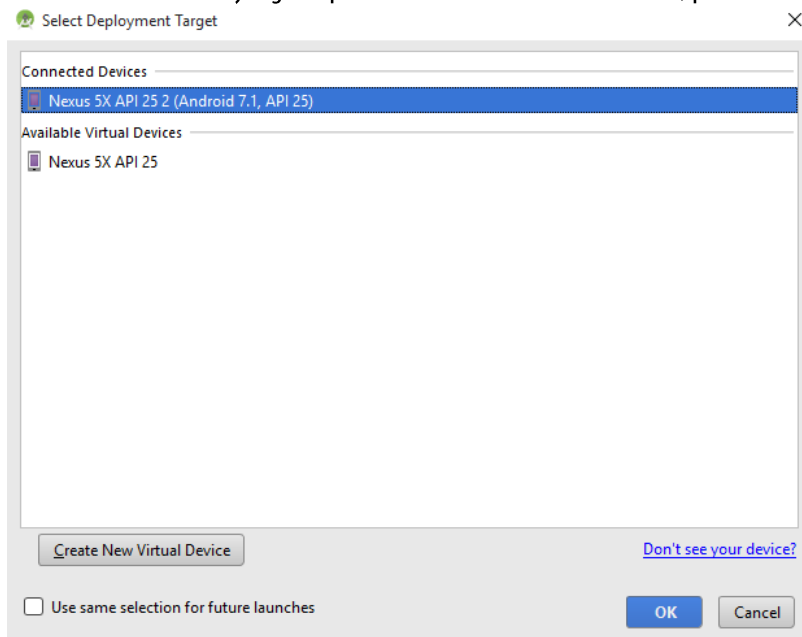 Select Deployment Target
Connected Devices
Nexus 5X API 25 2 (Android 7.1, API 25)
Available Virtual Devices
Nexus 5X API 25
Create New Virtual Device
Don't see your device?
Use same selection for future launches
OK
Cancel